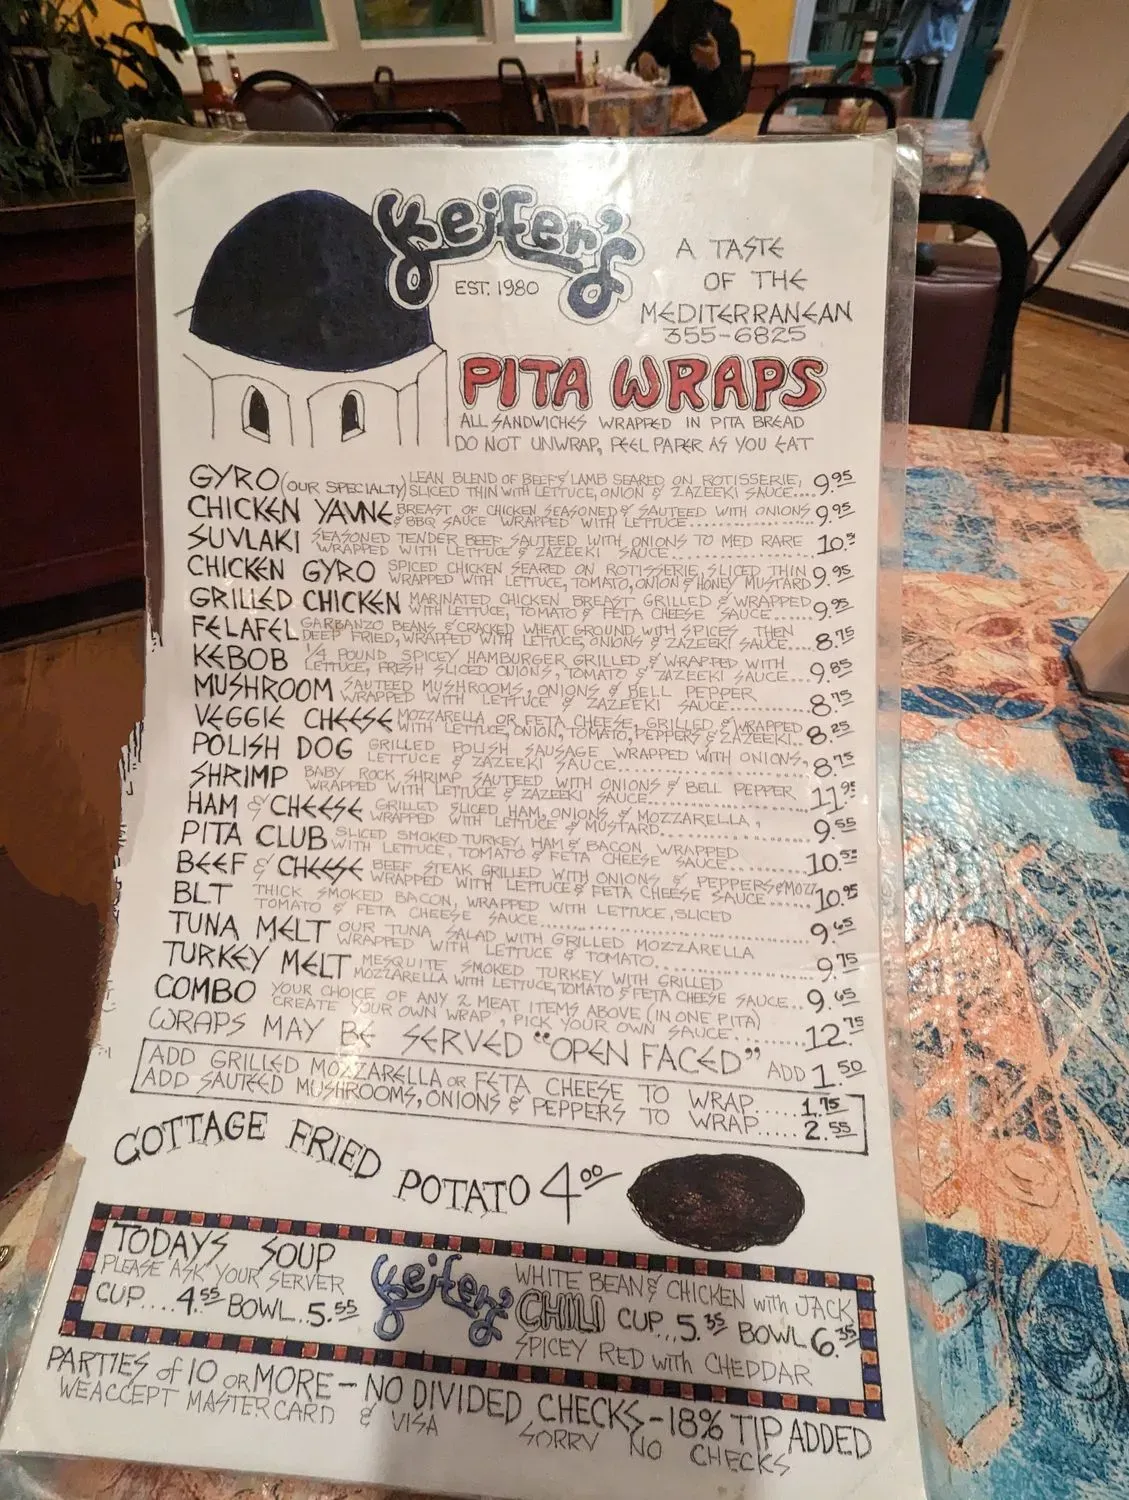 Keifer's
EST. 1980
A TASTE
OF THE
MEDITERRANEAN
355-6825
PITA WRAPS
ALL SANDWICHES WRAPPED IN PITA BREAD
DO NOT UNWRAP, PEEL PAPER AS YOU EAT
GYRO (OUR SPECIALTY) LEAN BLEND OF BEEF & LAMB SEARED ON ROTISSERIE,
SLICED THIN WITH LETTUCE, ONION & ZAZEEKI SAUCE.... 9.95
CHICKEN YAVNE BREAST OF CHICKEN SEASONED & SAUTEED WITH ONIONS
& BBQ SAUCE WRAPPED WITH LETTUCE.............. 9.95
SUVLAKI SEASONED TENDER BEEF SAUTEED WITH ONIONS TO MED RARE
WRAPPED WITH LETTUCE & ZAZEEKI SAUCE........... 10.
CHICKEN GYRO SPICED CHICKEN SEARED ON ROTISSERIE, SLICED THIN
WRAPPED WITH LETTUCE, TOMATO, ONION & HONEY MUSTARD 9.95
GRILLED CHICKEN MARINATED CHICKEN BREAST GRILLED & WRAPPED
WITH LETTUCE, TOMATO & FETA CHEESE SAUCE..... 9.95
FELAFEL GARBANZO BEANS & CRACKED WHEAT GROUND WITH SPICES THEN
DEEP FRIED, WRAPPED WITH LETTUCE, ONIONS & ZAZEEKI SAUCE.... 8.75
KEBOB 1/4 POUND SPICEY HAMBURGER GRILLED & WRAPPED WITH
LETTUCE, FRESH SLICED ONIONS, TOMATO & ZAZEEKI SAUCE... 9.85
MUSHROOM SAUTEED MUSHROOMS, ONIONS & BELL PEPPER
WRAPPED WITH LETTUCE & ZAZEEKI SAUCE......... 8.75
VEGGIE CHEESE MOZZARELLA OR FETA CHEESE, GRILLED & WRAPPED
WITH LETTUCE, ONION, TOMATO, PEPPERS & ZAZEEKI.. 8.25
POLISH DOG GRILLED POLISH SAUSAGE WRAPPED WITH ONIONS,
LETTUCE & ZAZEEKI SAUCE.................... 8.75
SHRIMP BABY ROCK SHRIMP SAUTEED WITH ONIONS & BELL PEPPER
WRAPPED WITH LETTUCE & ZAZEEKI SAUCE............. 11.95
HAM & CHEESE GRILLED SLICED HAM, ONIONS & MOZZARELLA,
WRAPPED WITH LETTUCE & MUSTARD............. 9.55
PITA CLUB SLICED SMOKED TURKEY, HAM & BACON WRAPPED
WITH LETTUCE, TOMATO & FETA CHEESE SAUCE....... 10.55
BEEF & CHEESE BEEF STEAK GRILLED WITH ONIONS & PEPPERS & MOZZ
WRAPPED WITH LETTUCE & FETA CHEESE SAUCE..... 10.95
BLT THICK SMOKED BACON, WRAPPED WITH LETTUCE, SLICED
TOMATO & FETA CHEESE SAUCE....................... 9.65
TUNA MELT OUR TUNA SALAD WITH GRILLED MOZZARELLA
WRAPPED WITH LETTUCE & TOMATO.............. 9.75
TURKEY MELT MESQUITE SMOKED TURKEY WITH GRILLED
MOZZARELLA WITH LETTUCE, TOMATO & FETA CHEESE SAUCE.. 9.65
COMBO YOUR CHOICE OF ANY 2 MEAT ITEMS ABOVE (IN ONE PITA)
CREATE YOUR OWN WRAP, PICK YOUR OWN SAUCE....... 12.75
WRAPS MAY BE SERVED "OPEN FACED" ADD 1.50
ADD GRILLED MOZZARELLA OR FETA CHEESE TO WRAP..... 1.75
ADD SAUTEED MUSHROOMS, ONIONS & PEPPERS TO WRAP..... 2.55
COTTAGE FRIED POTATO 4.00
TODAYS SOUP
PLEASE ASK YOUR SERVER
CUP.... 4.55 BOWL.. 5.55
Keifer's
WHITE BEAN & CHICKEN with JACK
CHILI CUP... 5.35 BOWL 6.35
SPICEY RED with CHEDDAR
PARTIES of 10 OR MORE - NO DIVIDED CHECKS - 18% TIP ADDED
WE ACCEPT MASTER CARD & VISA SORRY NO CHECKS